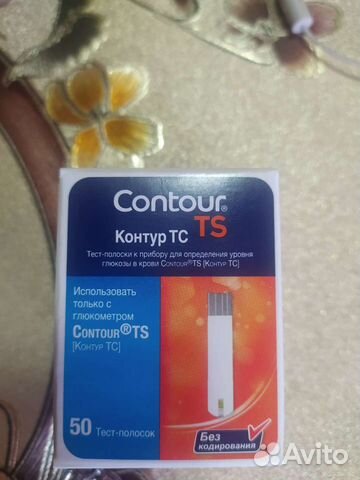 Contour®
TS
Контур ТС
Тест-полоски к прибору для определения уровня
глюкозы в крови Contour®TS [Контур ТС]
Использовать
только с
глюкометром
Contour®TS
[Контур ТС]
50 Тест-полосок
Без
кодирования
Avito